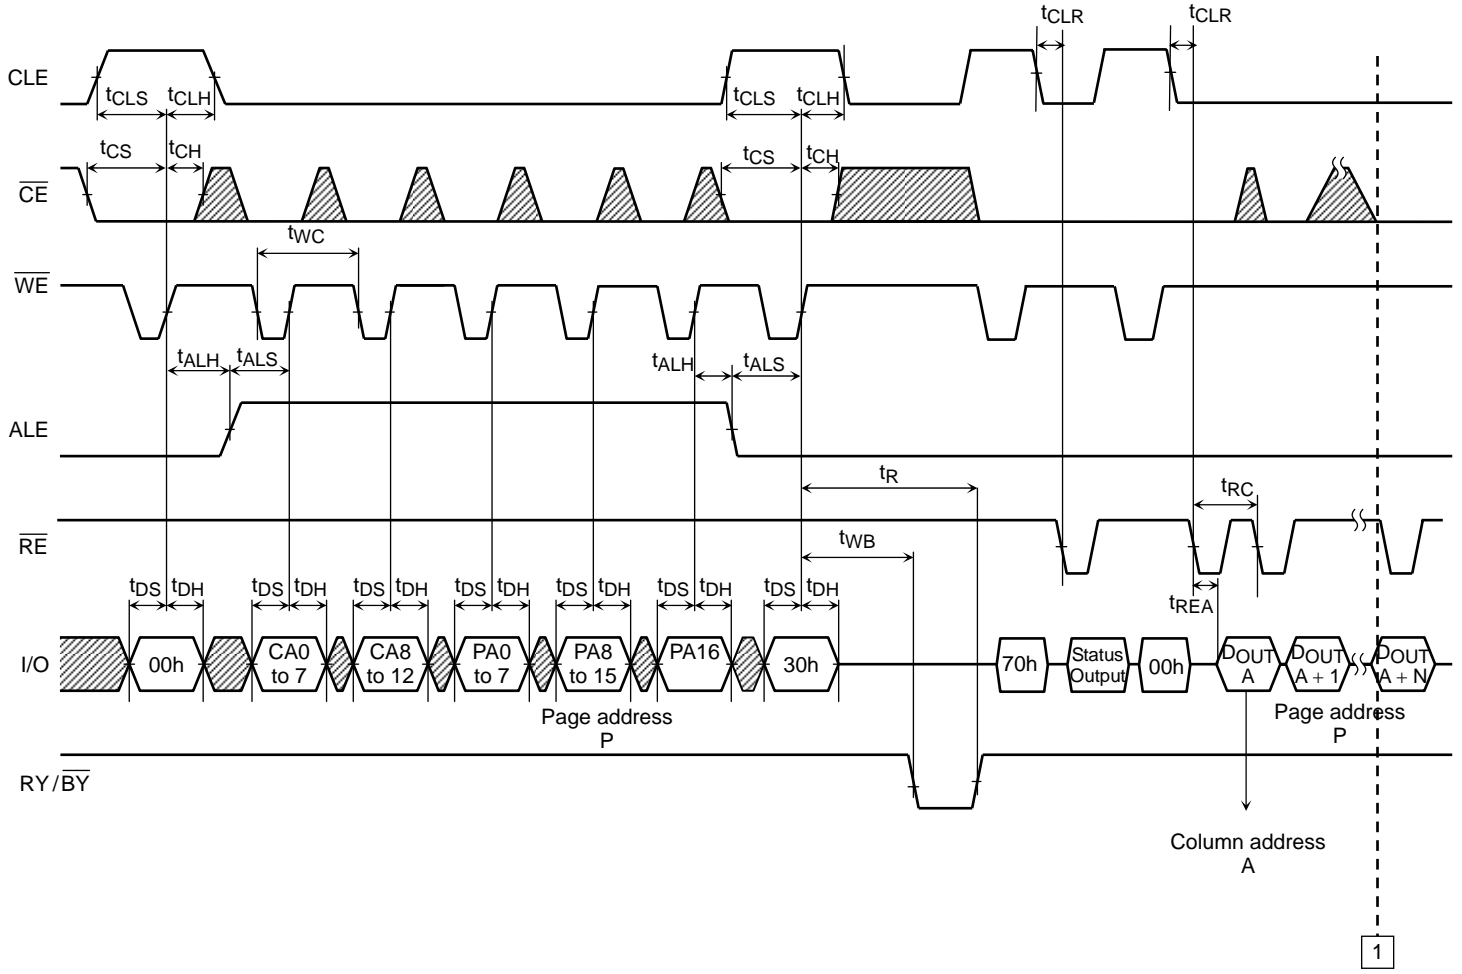 tCLR tCLR
CLE
tCLS tCLH tCLS tCLH
tCS tCH tCS tCH
CE
tWC
WE
tALH tALS tALH tALS
ALE
tR
tRC
RE
tWB
tDS tDH tDS tDH tDS tDH tDS tDH tDS tDH tDS tDH tDS tDH
tREA
I/O
00h
CA0
to 7
CA8
to 12
PA0
to 7
PA8
to 15
PA16
30h
70h
Status
Output
00h
DOUT
A
DOUT
A + 1
DOUT
A + N
Page address
P
Page address
P
RY/BY
Column address
A
1